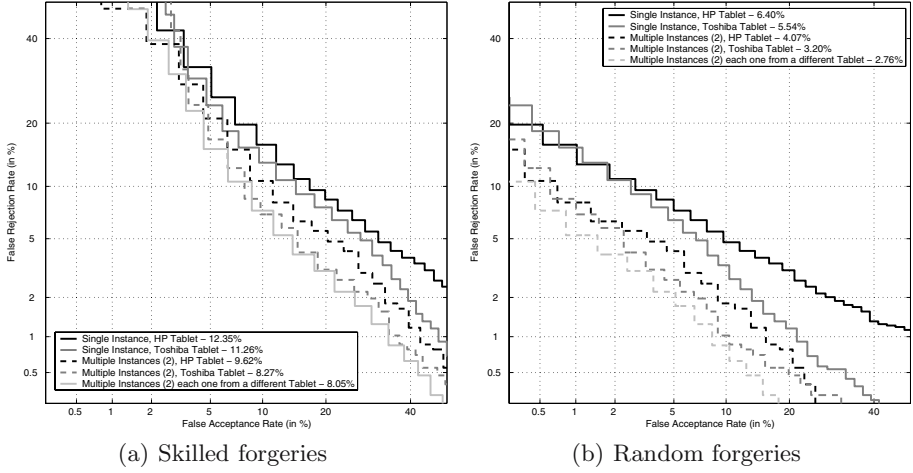 40
20
10
5
2
1
0.5
False Rejection Rate (in %)
Single Instance, HP Tablet – 12.35%
Single Instance, Toshiba Tablet – 11.26%
Multiple Instances (2), HP Tablet – 9.62%
Multiple Instances (2), Toshiba Tablet – 8.27%
Multiple Instances (2) each one from a different Tablet – 8.05%
0.5 1 2 5 10 20 40
False Acceptance Rate (in %)
(a) Skilled forgeries
40
20
10
5
2
1
0.5
False Rejection Rate (in %)
Single Instance, HP Tablet – 6.40%
Single Instance, Toshiba Tablet – 5.54%
Multiple Instances (2), HP Tablet – 4.07%
Multiple Instances (2), Toshiba Tablet – 3.20%
Multiple Instances (2) each one from a different Tablet – 2.76%
0.5 1 2 5 10 20 40
False Acceptance Rate (in %)
(b) Random forgeries